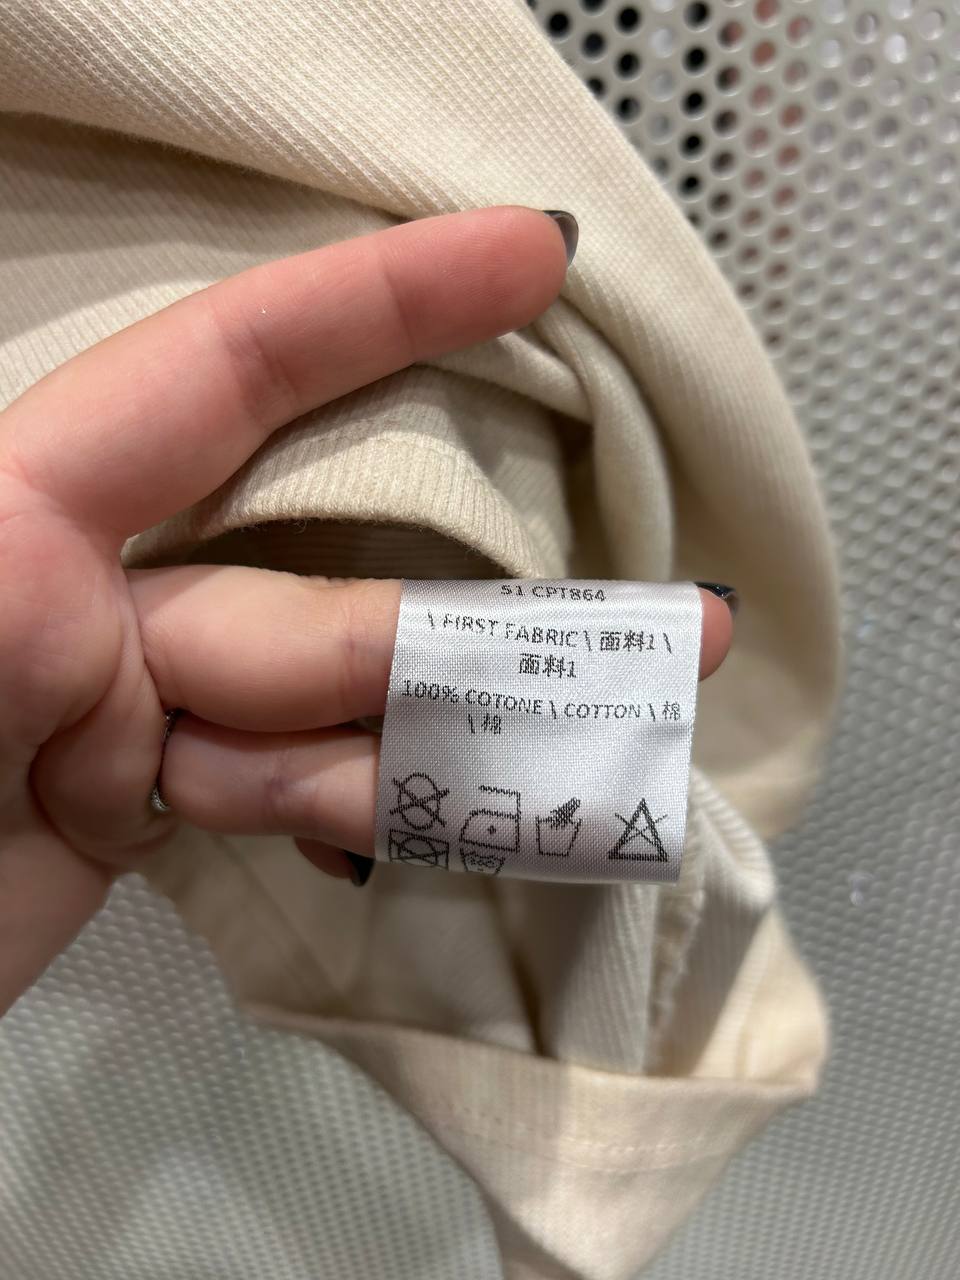 S1 CPT864
\ FIRST FABRIC \ 面料1 \
面料1
100% COTONE \ COTTON \ 棉
\ 棉